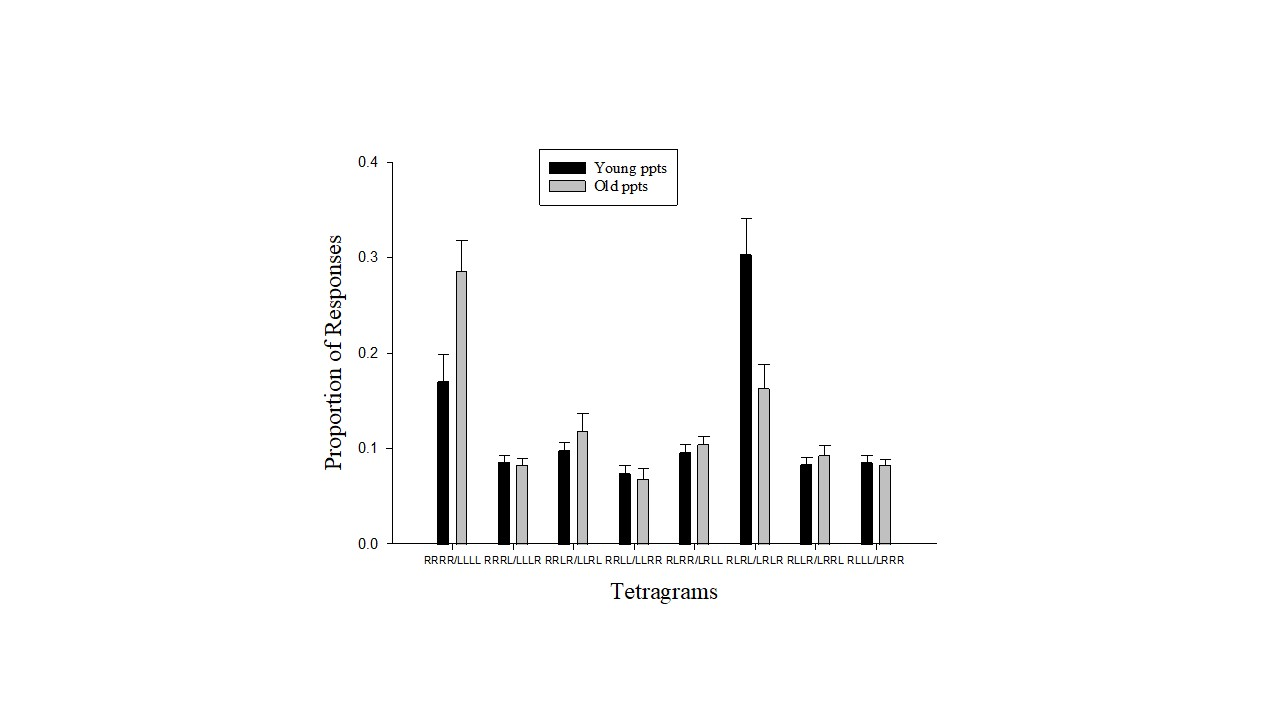 Young ppts
Old ppts
0.4
0.3
0.2
0.1
0.0
Proportion of Responses
RRRR/LLLL RRRL/LLLR RRLR/LLRL RRLL/LLRR RLRR/LRLL RLRL/LRLR RLLR/LRRL RLLL/LRRR
Tetragrams